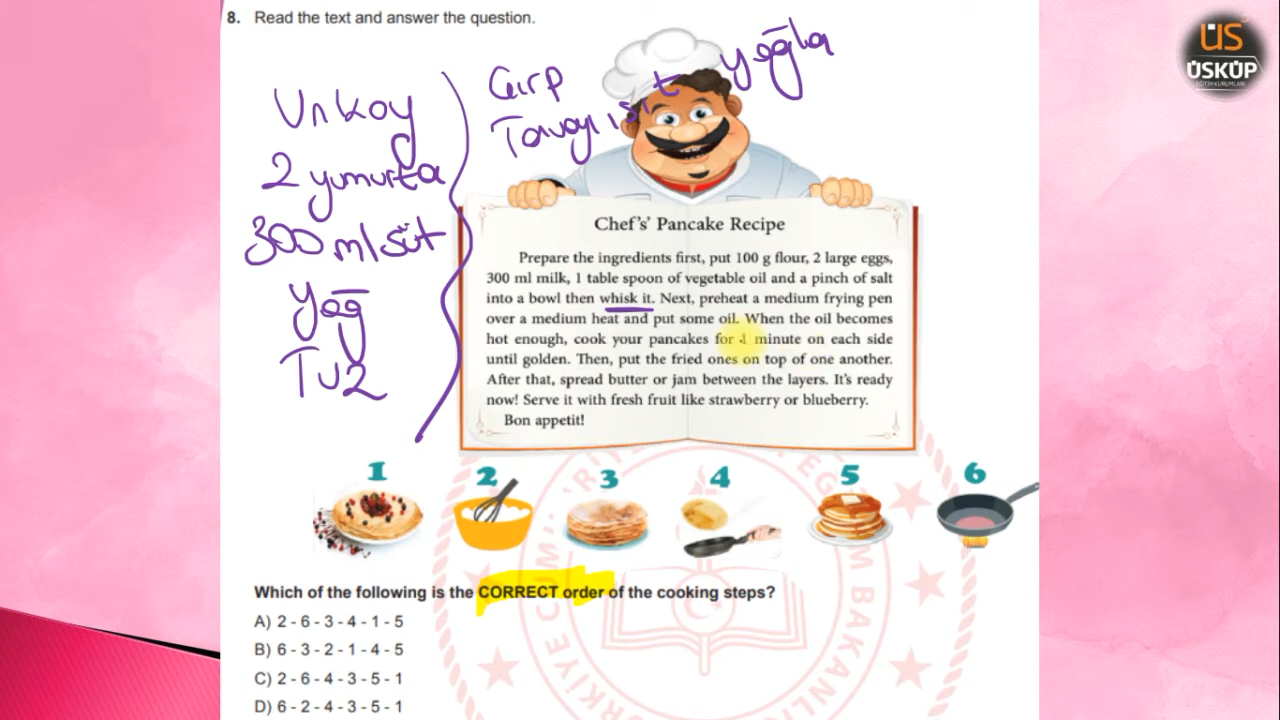 8. Read the text and answer the question.
ÜS
ÜSKÜP
EĞİTİM KURUMLARI
Un koy
2 yumurta
300 ml süt
yağ
Tuz
Çırp
Tavayı ısıt yağla
Chef's' Pancake Recipe
Prepare the ingredients first, put 100 g flour, 2 large eggs,
300 ml milk, 1 table spoon of vegetable oil and a pinch of salt
into a bowl then whisk it. Next, preheat a medium frying pen
over a medium heat and put some oil. When the oil becomes
hot enough, cook your pancakes for 1 minute on each side
until golden. Then, put the fried ones on top of one another.
After that, spread butter or jam between the layers. It's ready
now! Serve it with fresh fruit like strawberry or blueberry.
Bon appetit!
1 2 3 4 5 6
Which of the following is the CORRECT order of the cooking steps?
A) 2 - 6 - 3 - 4 - 1 - 5
B) 6 - 3 - 2 - 1 - 4 - 5
C) 2 - 6 - 4 - 3 - 5 - 1
D) 6 - 2 - 4 - 3 - 5 - 1